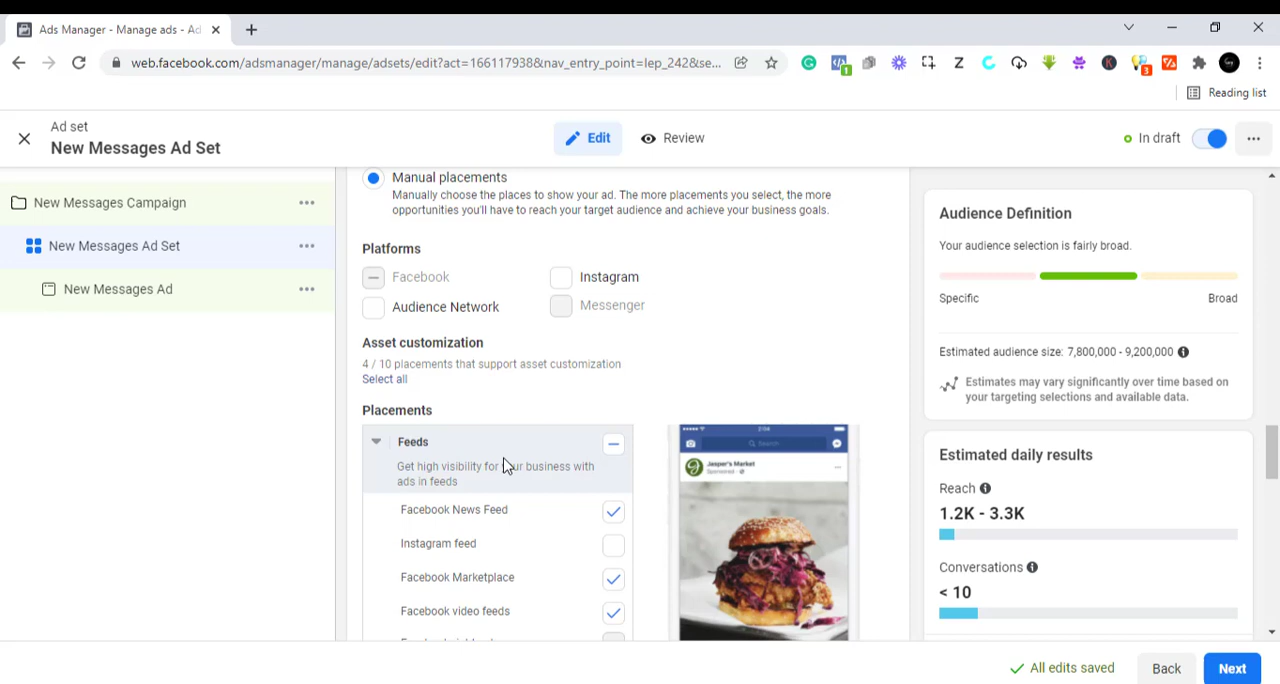 Ads Manager - Manage ads - Ad
web.facebook.com/adsmanager/manage/adsets/edit?act=166117938&nav_entry_point=lep_242&se...
1
Z
K
3
Reading list
Ad set
New Messages Ad Set
Edit
Review
In draft
New Messages Campaign
New Messages Ad Set
New Messages Ad
Manual placements
Manually choose the places to show your ad. The more placements you select, the more
opportunities you'll have to reach your target audience and achieve your business goals.
Platforms
Facebook
Instagram
Audience Network
Messenger
Asset customization
4 / 10 placements that support asset customization
Select all
Placements
Feeds
Get high visibility for your business with
ads in feeds
Facebook News Feed
Instagram feed
Facebook Marketplace
Facebook video feeds
2:04
Search
Jasper's Market
Sponsored
Audience Definition
Your audience selection is fairly broad.
Specific
Broad
Estimated audience size: 7,800,000 - 9,200,000
Estimates may vary significantly over time based on
your targeting selections and available data.
Estimated daily results
Reach
1.2K - 3.3K
Conversations
< 10
All edits saved
Back
Next